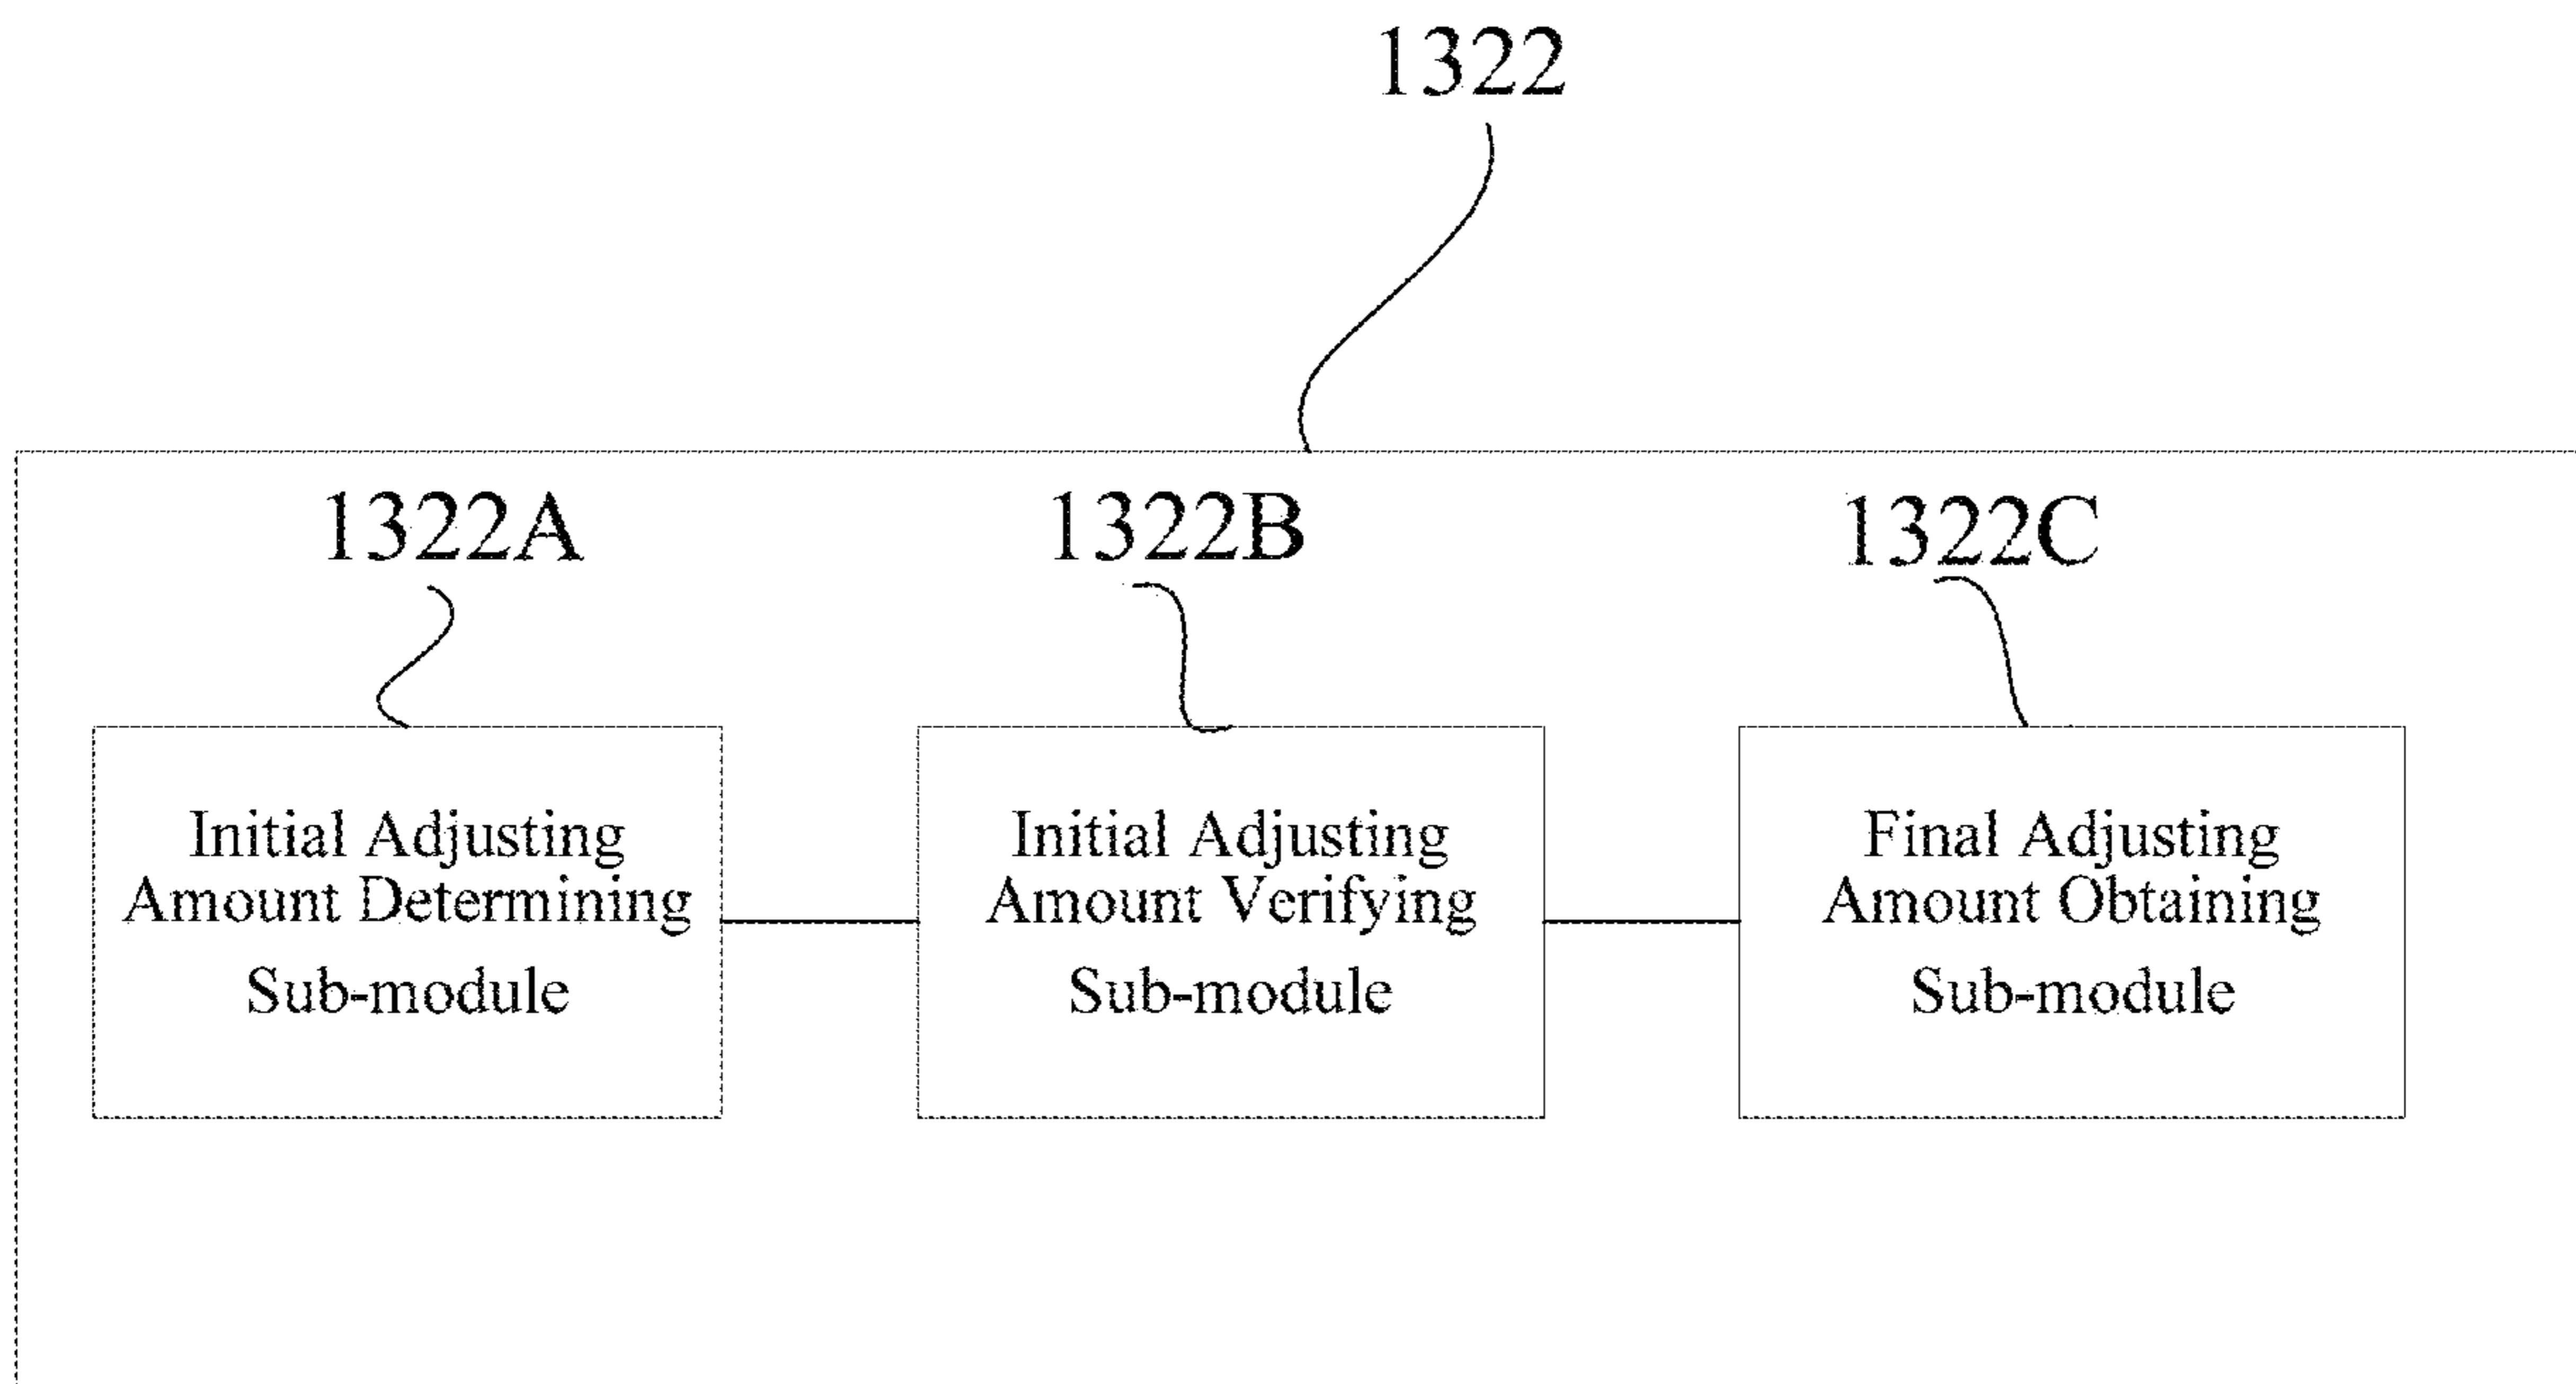 1322
1322A
1322B
1322C
Initial Adjusting
Amount Determining
Sub-module
Initial Adjusting
Amount Verifying
Sub-module
Final Adjusting
Amount Obtaining
Sub-module